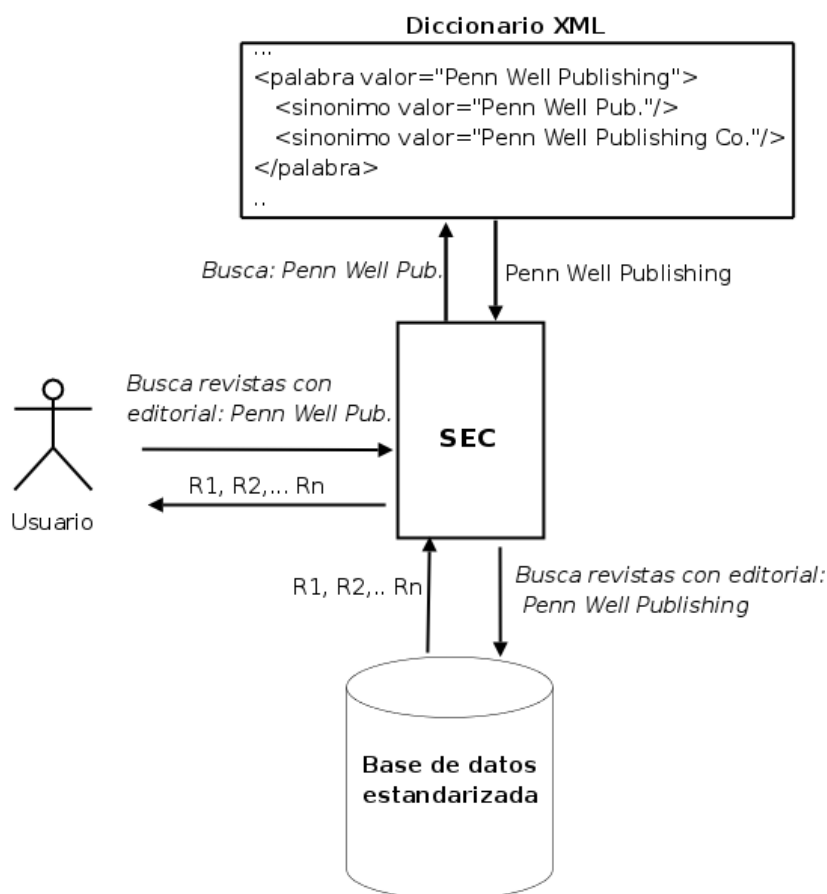 Diccionario XML
...
<palabra valor="Penn Well Publishing">
<sinonimo valor="Penn Well Pub."/>
<sinonimo valor="Penn Well Publishing Co."/>
</palabra>
..
Busca: Penn Well Pub.
Penn Well Publishing
Busca revistas con
editorial: Penn Well Pub.
SEC
R1, R2,... Rn
Usuario
R1, R2,.. Rn
Busca revistas con editorial:
Penn Well Publishing
Base de datos
estandarizada